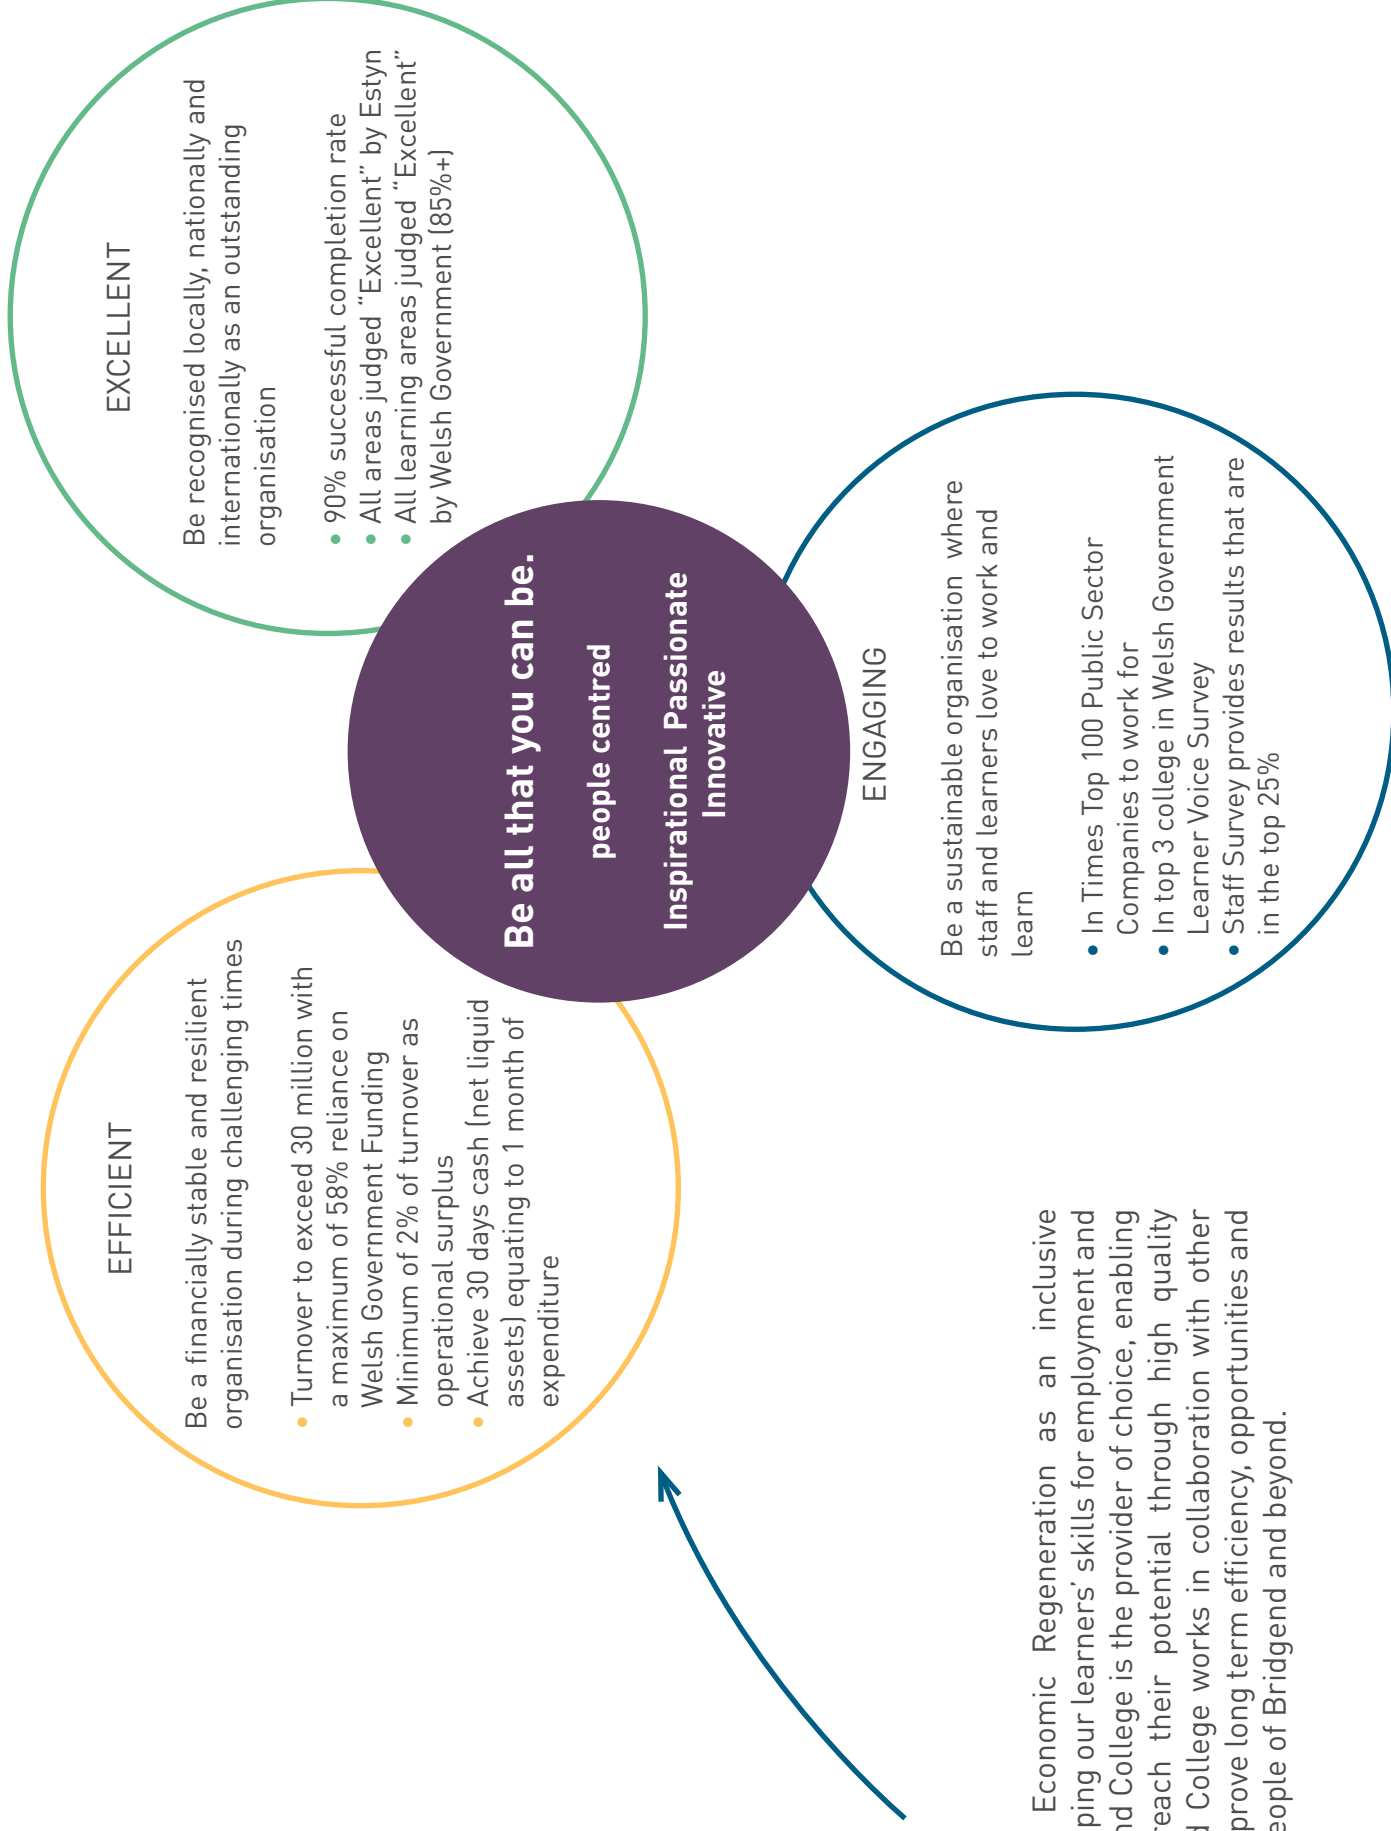 EFFICIENT
Be a financially stable and resilient
organisation during challenging times
• Turnover to exceed 30 million with
a maximum of 58% reliance on
Welsh Government Funding
• Minimum of 2% of turnover as
operational surplus
• Achieve 30 days cash (net liquid
assets) equating to 1 month of
expenditure
EXCELLENT
Be recognised locally, nationally and
internationally as an outstanding
organisation
• 90% successful completion rate
• All areas judged “Excellent” by Estyn
• All learning areas judged “Excellent”
by Welsh Government (85%+)
Be all that you can be.
people centred
Inspirational Passionate
Innovative
ENGAGING
Be a sustainable organisation where
staff and learners love to work and
learn
• In Times Top 100 Public Sector
Companies to work for
• In top 3 college in Welsh Government
Learner Voice Survey
• Staff Survey provides results that are
in the top 25%
Economic Regeneration as an inclusive
ping our learners’ skills for employment and
nd College is the provider of choice, enabling
reach their potential through high quality
d College works in collaboration with other
prove long term efficiency, opportunities and
eople of Bridgend and beyond.